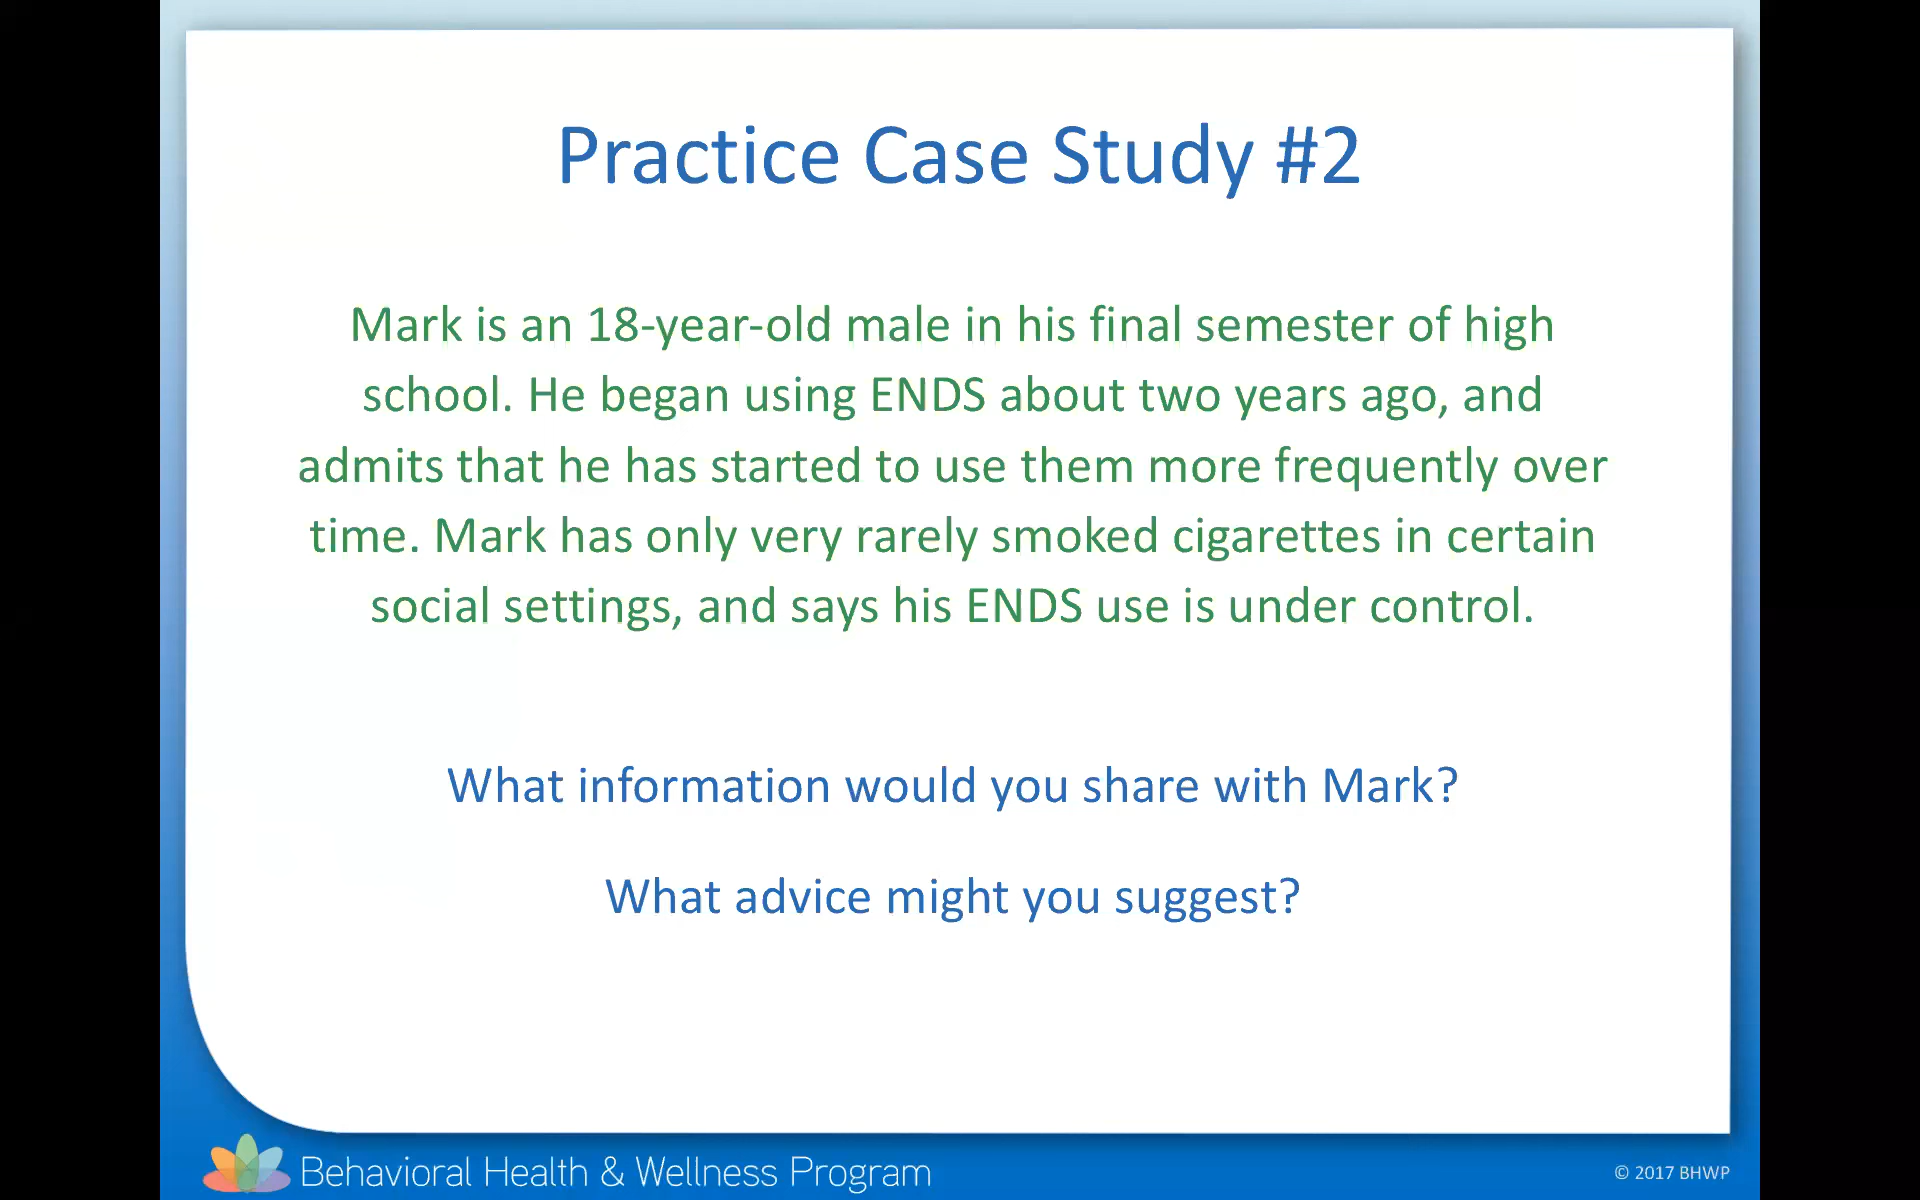 Practice Case Study #2
Mark is an 18-year-old male in his final semester of high
school. He began using ENDS about two years ago, and
admits that he has started to use them more frequently over
time. Mark has only very rarely smoked cigarettes in certain
social settings, and says his ENDS use is under control.
What information would you share with Mark?
What advice might you suggest?
Behavioral Health & Wellness Program
© 2017 BHWP